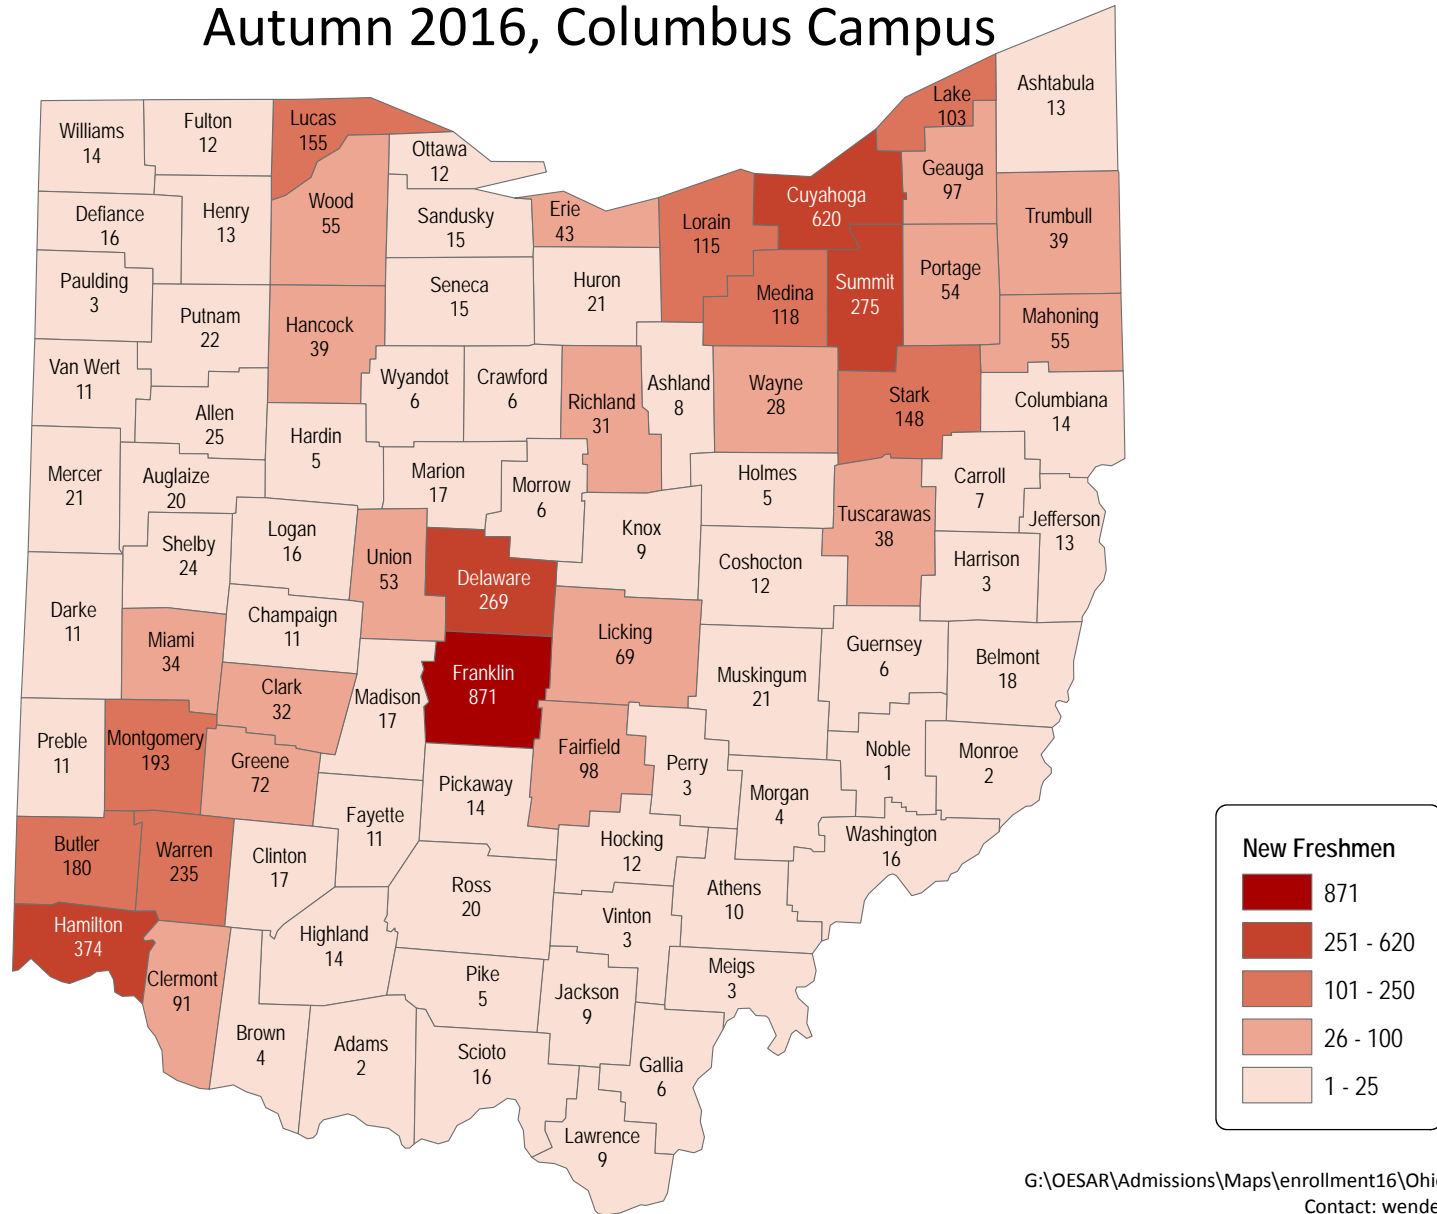 Autumn 2016, Columbus Campus
Williams
14
Fulton
12
Lucas
155
Ottawa
12
Lake
103
Ashtabula
13
Defiance
16
Henry
13
Wood
55
Sandusky
15
Erie
43
Lorain
115
Cuyahoga
620
Geauga
97
Trumbull
39
Paulding
3
Putnam
22
Hancock
39
Seneca
15
Huron
21
Medina
118
Summit
275
Portage
54
Mahoning
55
Van Wert
11
Allen
25
Wyandot
6
Crawford
6
Richland
31
Ashland
8
Wayne
28
Stark
148
Columbiana
14
Mercer
21
Auglaize
20
Hardin
5
Marion
17
Morrow
6
Holmes
5
Carroll
7
Jefferson
13
Shelby
24
Logan
16
Union
53
Delaware
269
Knox
9
Coshocton
12
Tuscarawas
38
Harrison
3
Darke
11
Miami
34
Champaign
11
Licking
69
Guernsey
6
Belmont
18
Clark
32
Madison
17
Franklin
871
Muskingum
21
Preble
11
Montgomery
193
Greene
72
Fairfield
98
Perry
3
Noble
1
Monroe
2
Pickaway
14
Morgan
4
Fayette
11
Butler
180
Warren
235
Clinton
17
Hocking
12
Washington
16
Ross
20
Athens
10
Hamilton
374
Highland
14
Vinton
3
Clermont
91
Pike
5
Jackson
9
Meigs
3
Brown
4
Adams
2
Scioto
16
Gallia
6
Lawrence
9
New Freshmen
871
251 - 620
101 - 250
26 - 100
1 - 25
G:\OESAR\Admissions\Maps\enrollment16\Ohi
Contact: wende